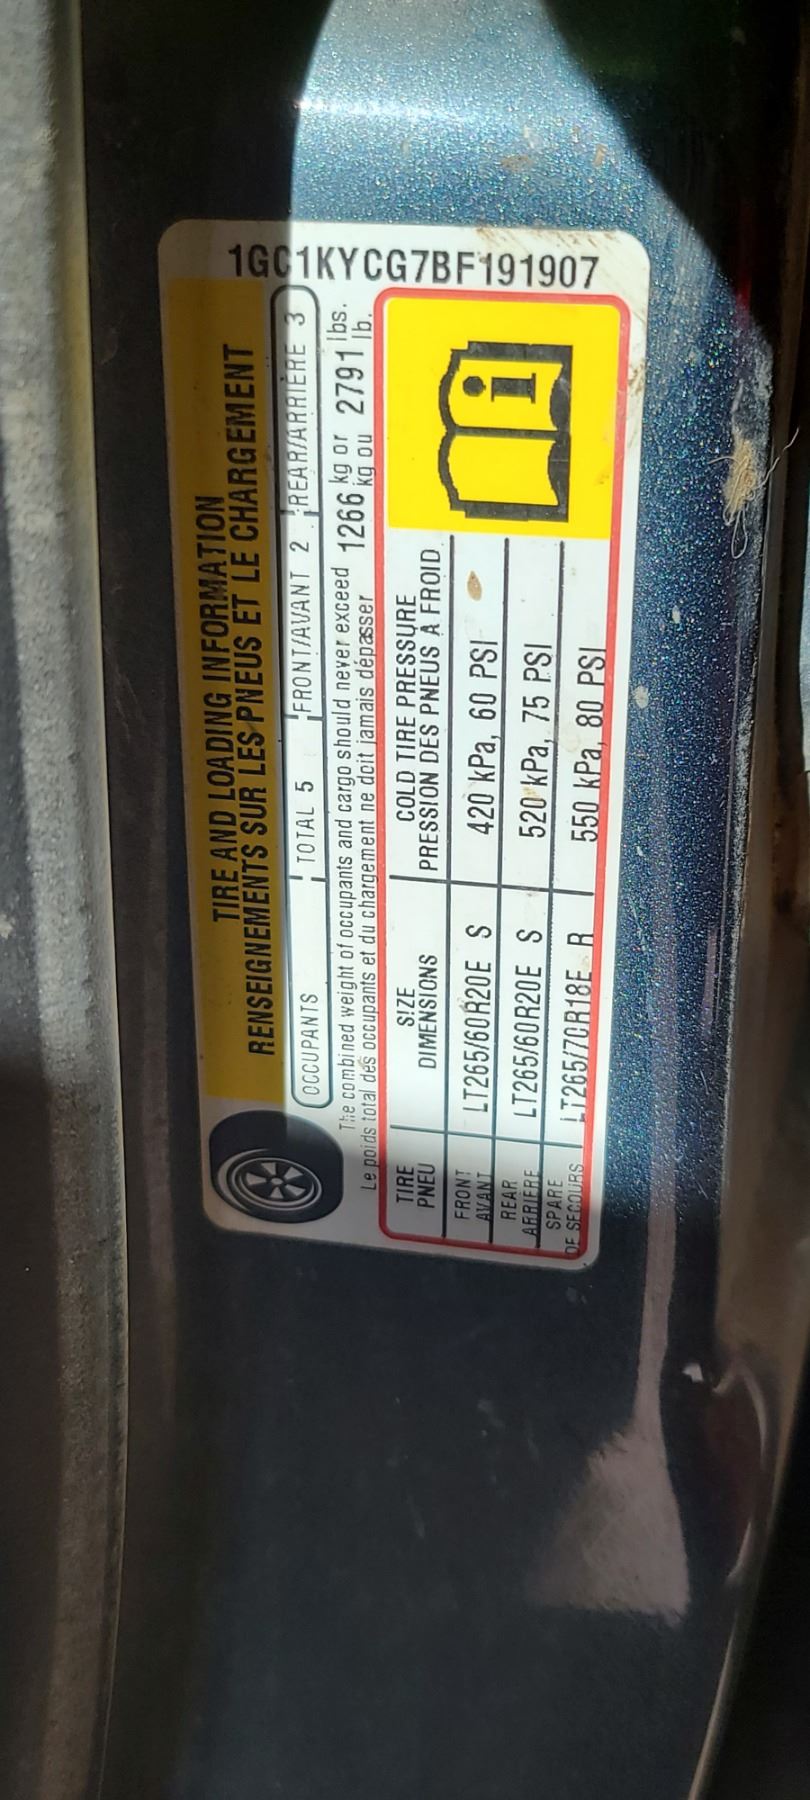 1GC1KYCG7BF191907
TIRE AND LOADING INFORMATION
RENSEIGNEMENTS SUR LES PNEUS ET LE CHARGEMENT
OCCUPANTS TOTAL 5 FRONT/AVANT 2 REAR/ARRIÈRE 3
The combined weight of occupants and cargo should never exceed 1266 kg or 2791 lbs.
Le poids total des occupants et du chargement ne doit jamais dépasser kg ou lb.
TIRE SIZE COLD TIRE PRESSURE
PNEU DIMENSIONS PRESSION DES PNEUS À FROID
FRONT
AVANT LT265/60R20E S 420 kPa, 60 PSI
REAR
ARRIÈRE LT265/60R20E S 520 kPa, 75 PSI
SPARE
DE SECOURS LT265/70R18E R 550 kPa, 80 PSI
i